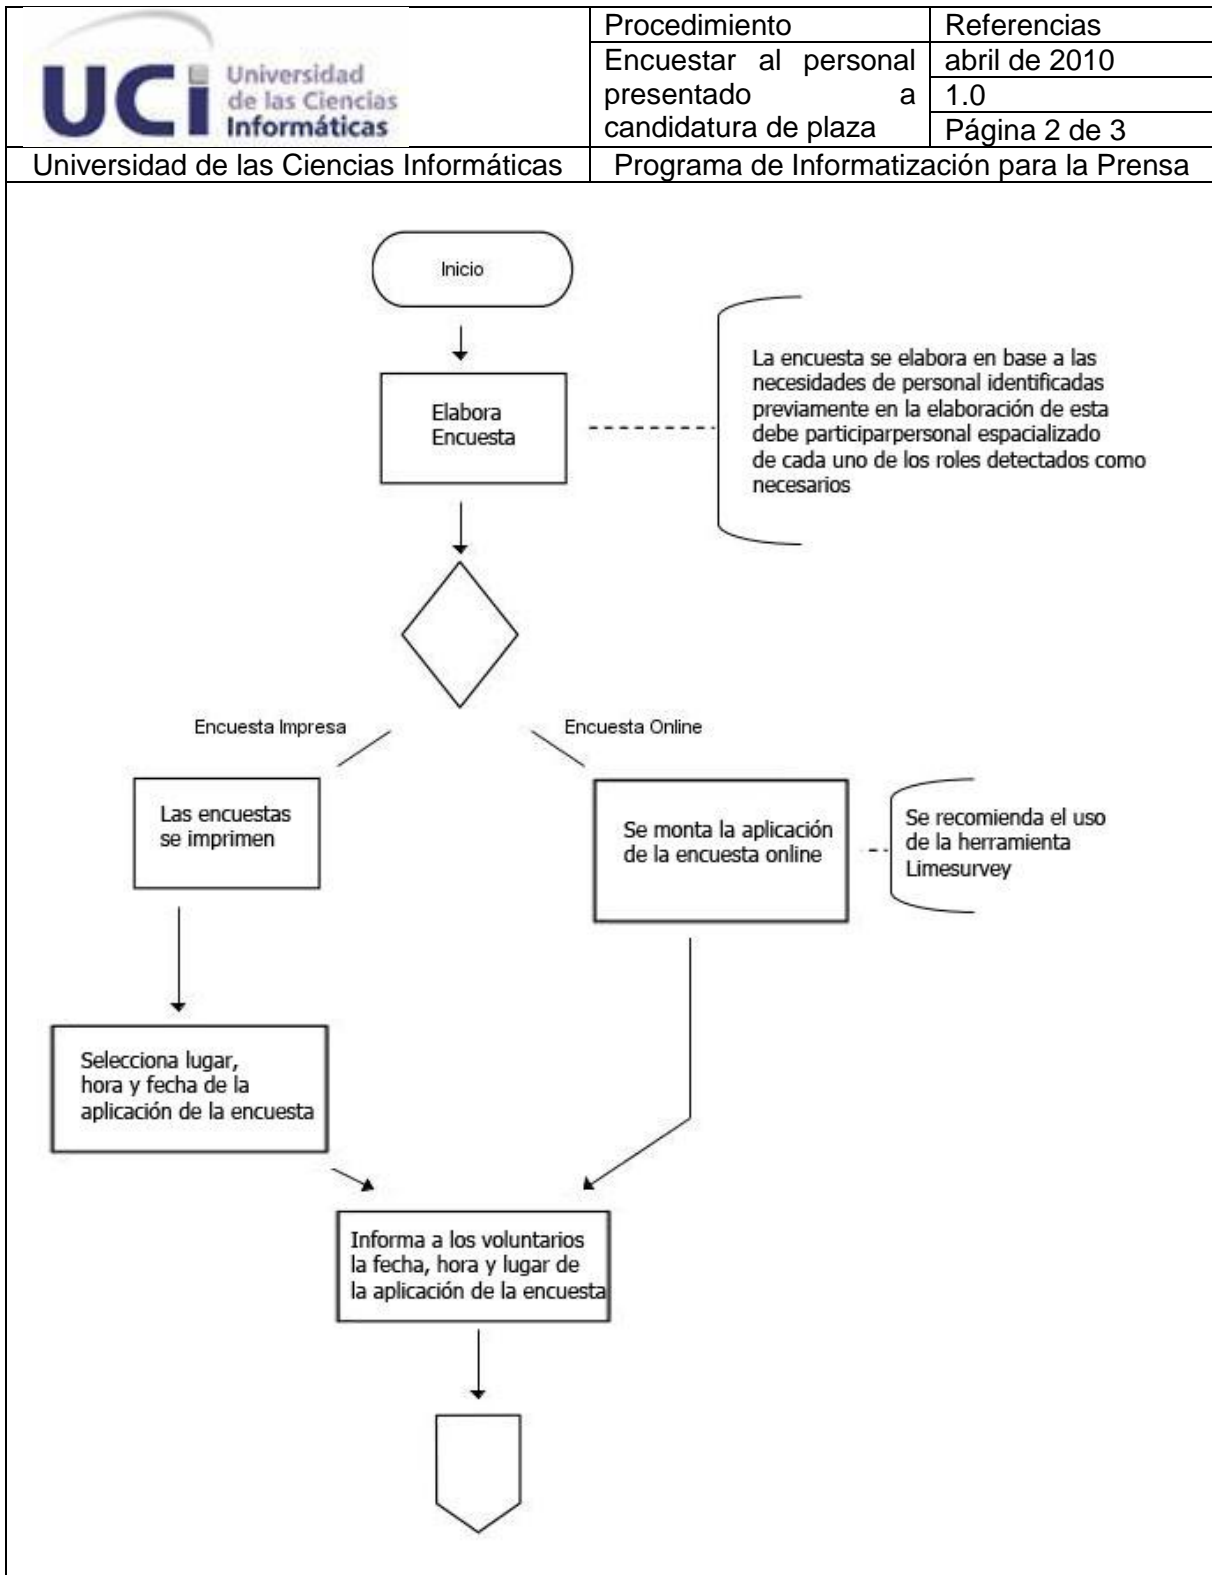 UCi Universidad
de las Ciencias
Informáticas
Procedimiento
Referencias
Encuestar al personal
presentado a
candidatura de plaza
abril de 2010
1.0
Página 2 de 3
Universidad de las Ciencias Informáticas
Programa de Informatización para la Prensa
Inicio
Elabora
Encuesta
La encuesta se elabora en base a las
necesidades de personal identificadas
previamente en la elaboración de esta
debe participarpersonal espacializado
de cada uno de los roles detectados como
necesarios
Encuesta Impresa
Encuesta Online
Las encuestas
se imprimen
Se monta la aplicación
de la encuesta online
Se recomienda el uso
de la herramienta
Limesurvey
Selecciona lugar,
hora y fecha de la
aplicación de la encuesta
Informa a los voluntarios
la fecha, hora y lugar de
la aplicación de la encuesta